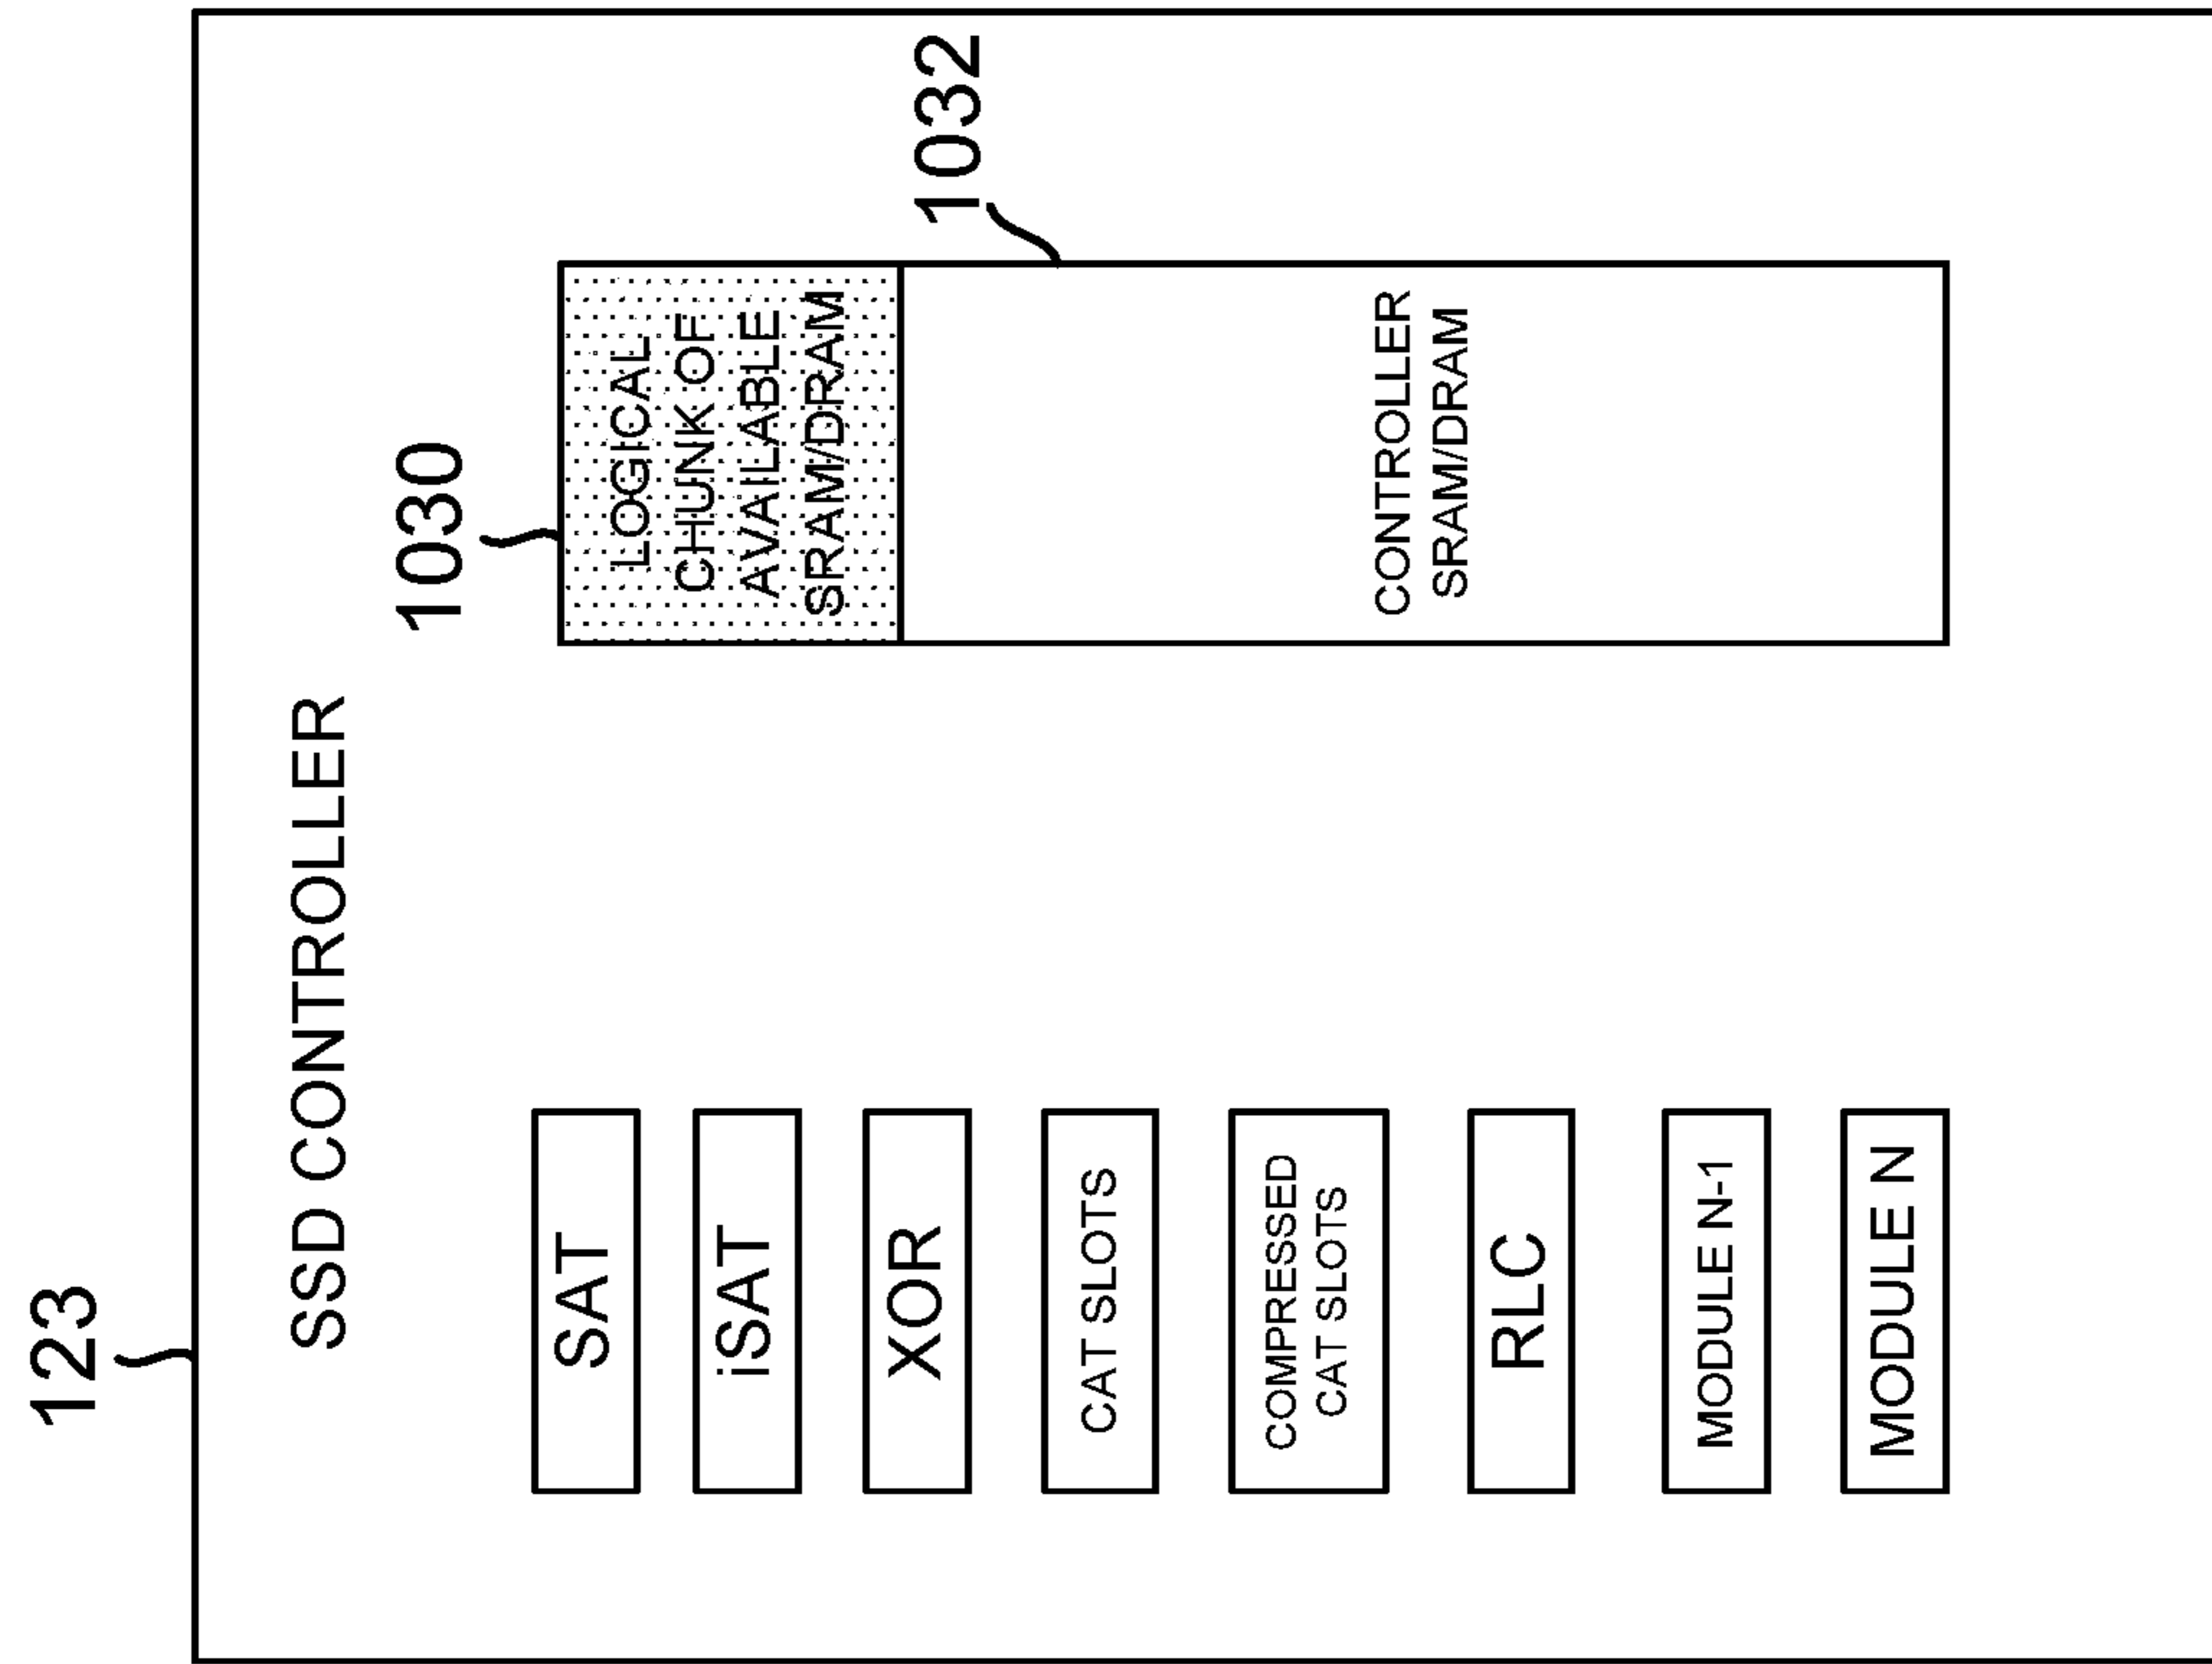 123
SSD CONTROLLER
SAT
iSAT
XOR
CAT SLOTS
COMPRESSED
CAT SLOTS
RLC
MODULE N-1
MODULE N
1030
LOGICAL
CHUNK OF
AVAILABLE
SRAM/DRAM
1032
CONTROLLER
SRAM/DRAM